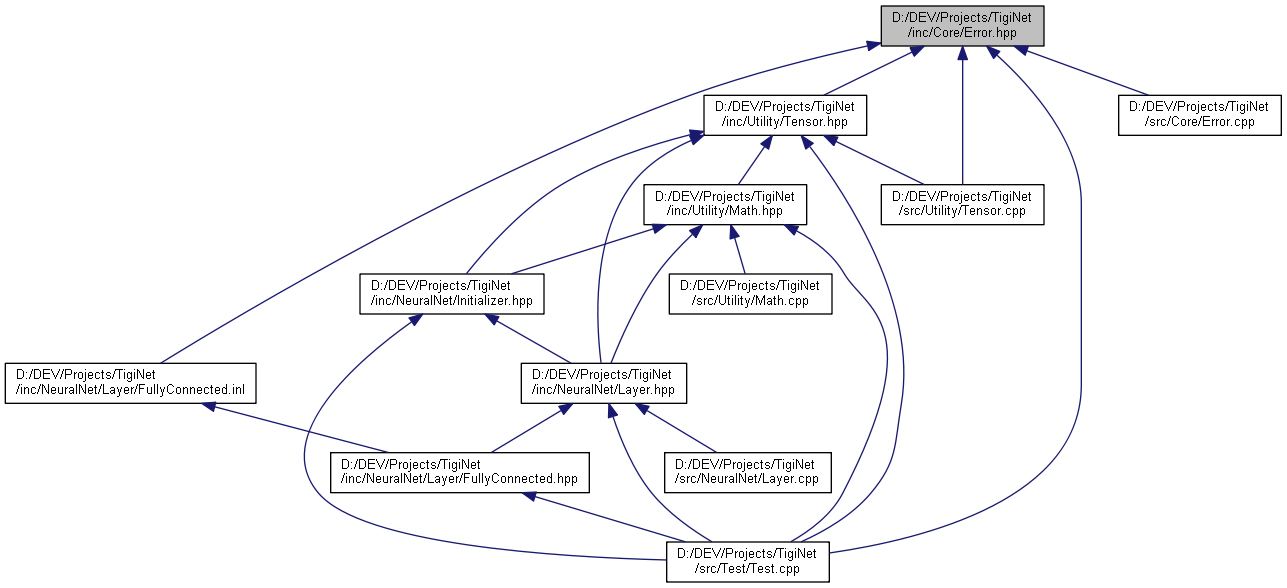 D:/DEV/Projects/TigiNet
/inc/Core/Error.hpp
D:/DEV/Projects/TigiNet
/inc/Utility/Tensor.hpp
D:/DEV/Projects/TigiNet
/src/Core/Error.cpp
D:/DEV/Projects/TigiNet
/inc/Utility/Math.hpp
D:/DEV/Projects/TigiNet
/src/Utility/Tensor.cpp
D:/DEV/Projects/TigiNet
/inc/NeuralNet/Initializer.hpp
D:/DEV/Projects/TigiNet
/src/Utility/Math.cpp
D:/DEV/Projects/TigiNet
/inc/NeuralNet/Layer/FullyConnected.inl
D:/DEV/Projects/TigiNet
/inc/NeuralNet/Layer.hpp
D:/DEV/Projects/TigiNet
/inc/NeuralNet/Layer/FullyConnected.hpp
D:/DEV/Projects/TigiNet
/src/NeuralNet/Layer.cpp
D:/DEV/Projects/TigiNet
/src/Test/Test.cpp